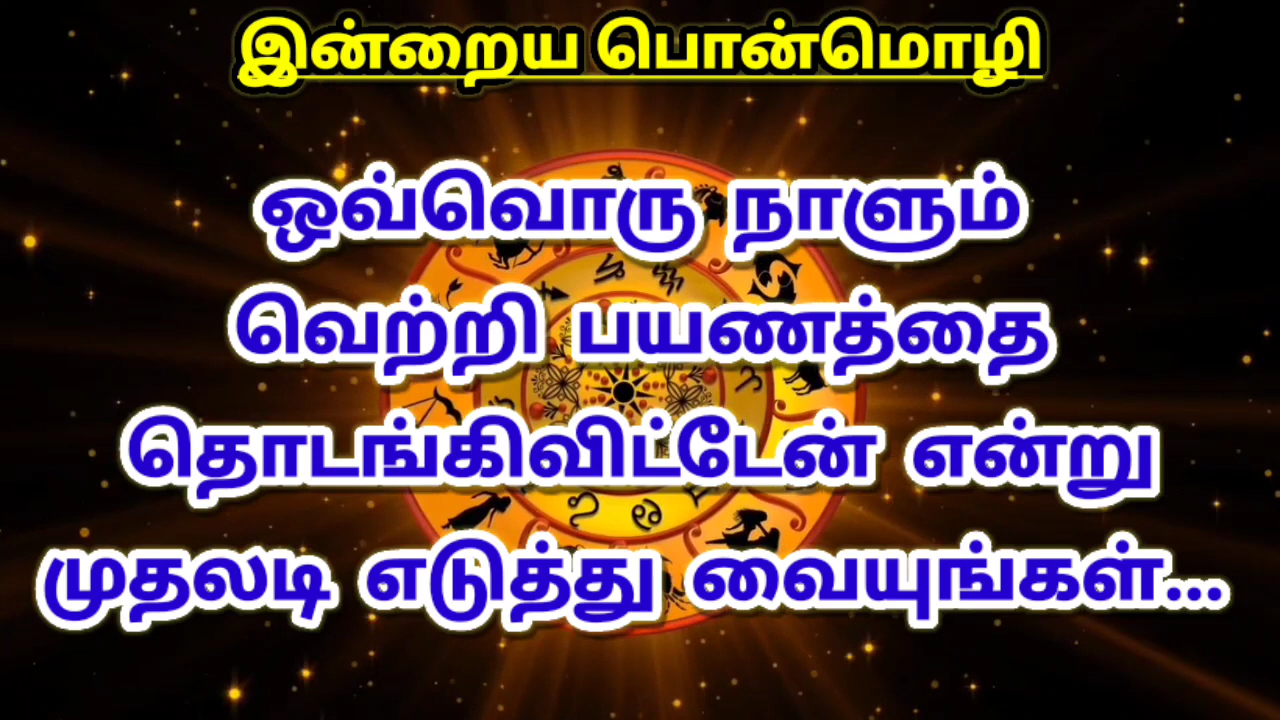 இன்றைய பொன்மொழி
ஒவ்வொரு நாளும்
வெற்றி பயணத்தை
தொடங்கிவிட்டேன் என்று
முதலடி எடுத்து வையுங்கள்...